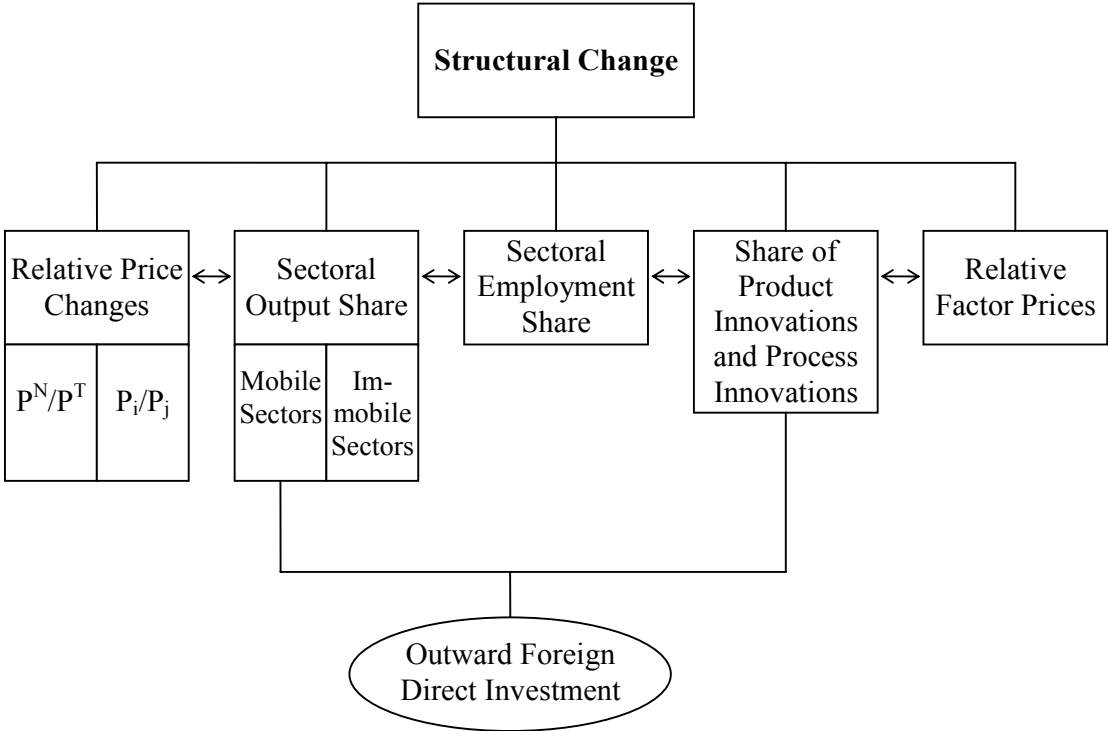 Structural Change
Relative Price
Changes
Sectoral
Output Share
Sectoral
Employment
Share
Share of
Product
Innovations
and Process
Innovations
Relative
Factor Prices
P^N/P^T
P_i/P_j
Mobile
Sectors
Im-
mobile
Sectors
Outward Foreign
Direct Investment